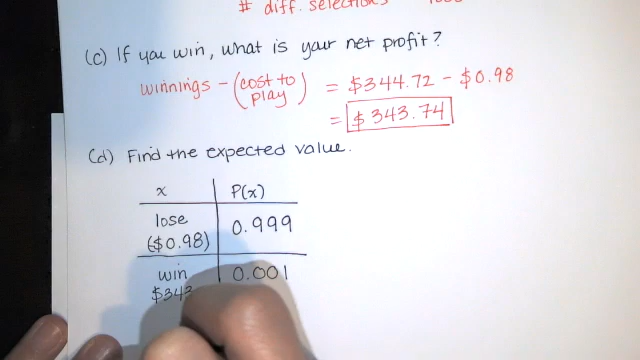 # diff. selections
(c) If you win, what is your net profit?
winnings - (cost to play) = $344.72 - $0.98
= $343.74
(d) Find the expected value.
x P(x)
lose 0.999
($0.98)
win 0.001
$343